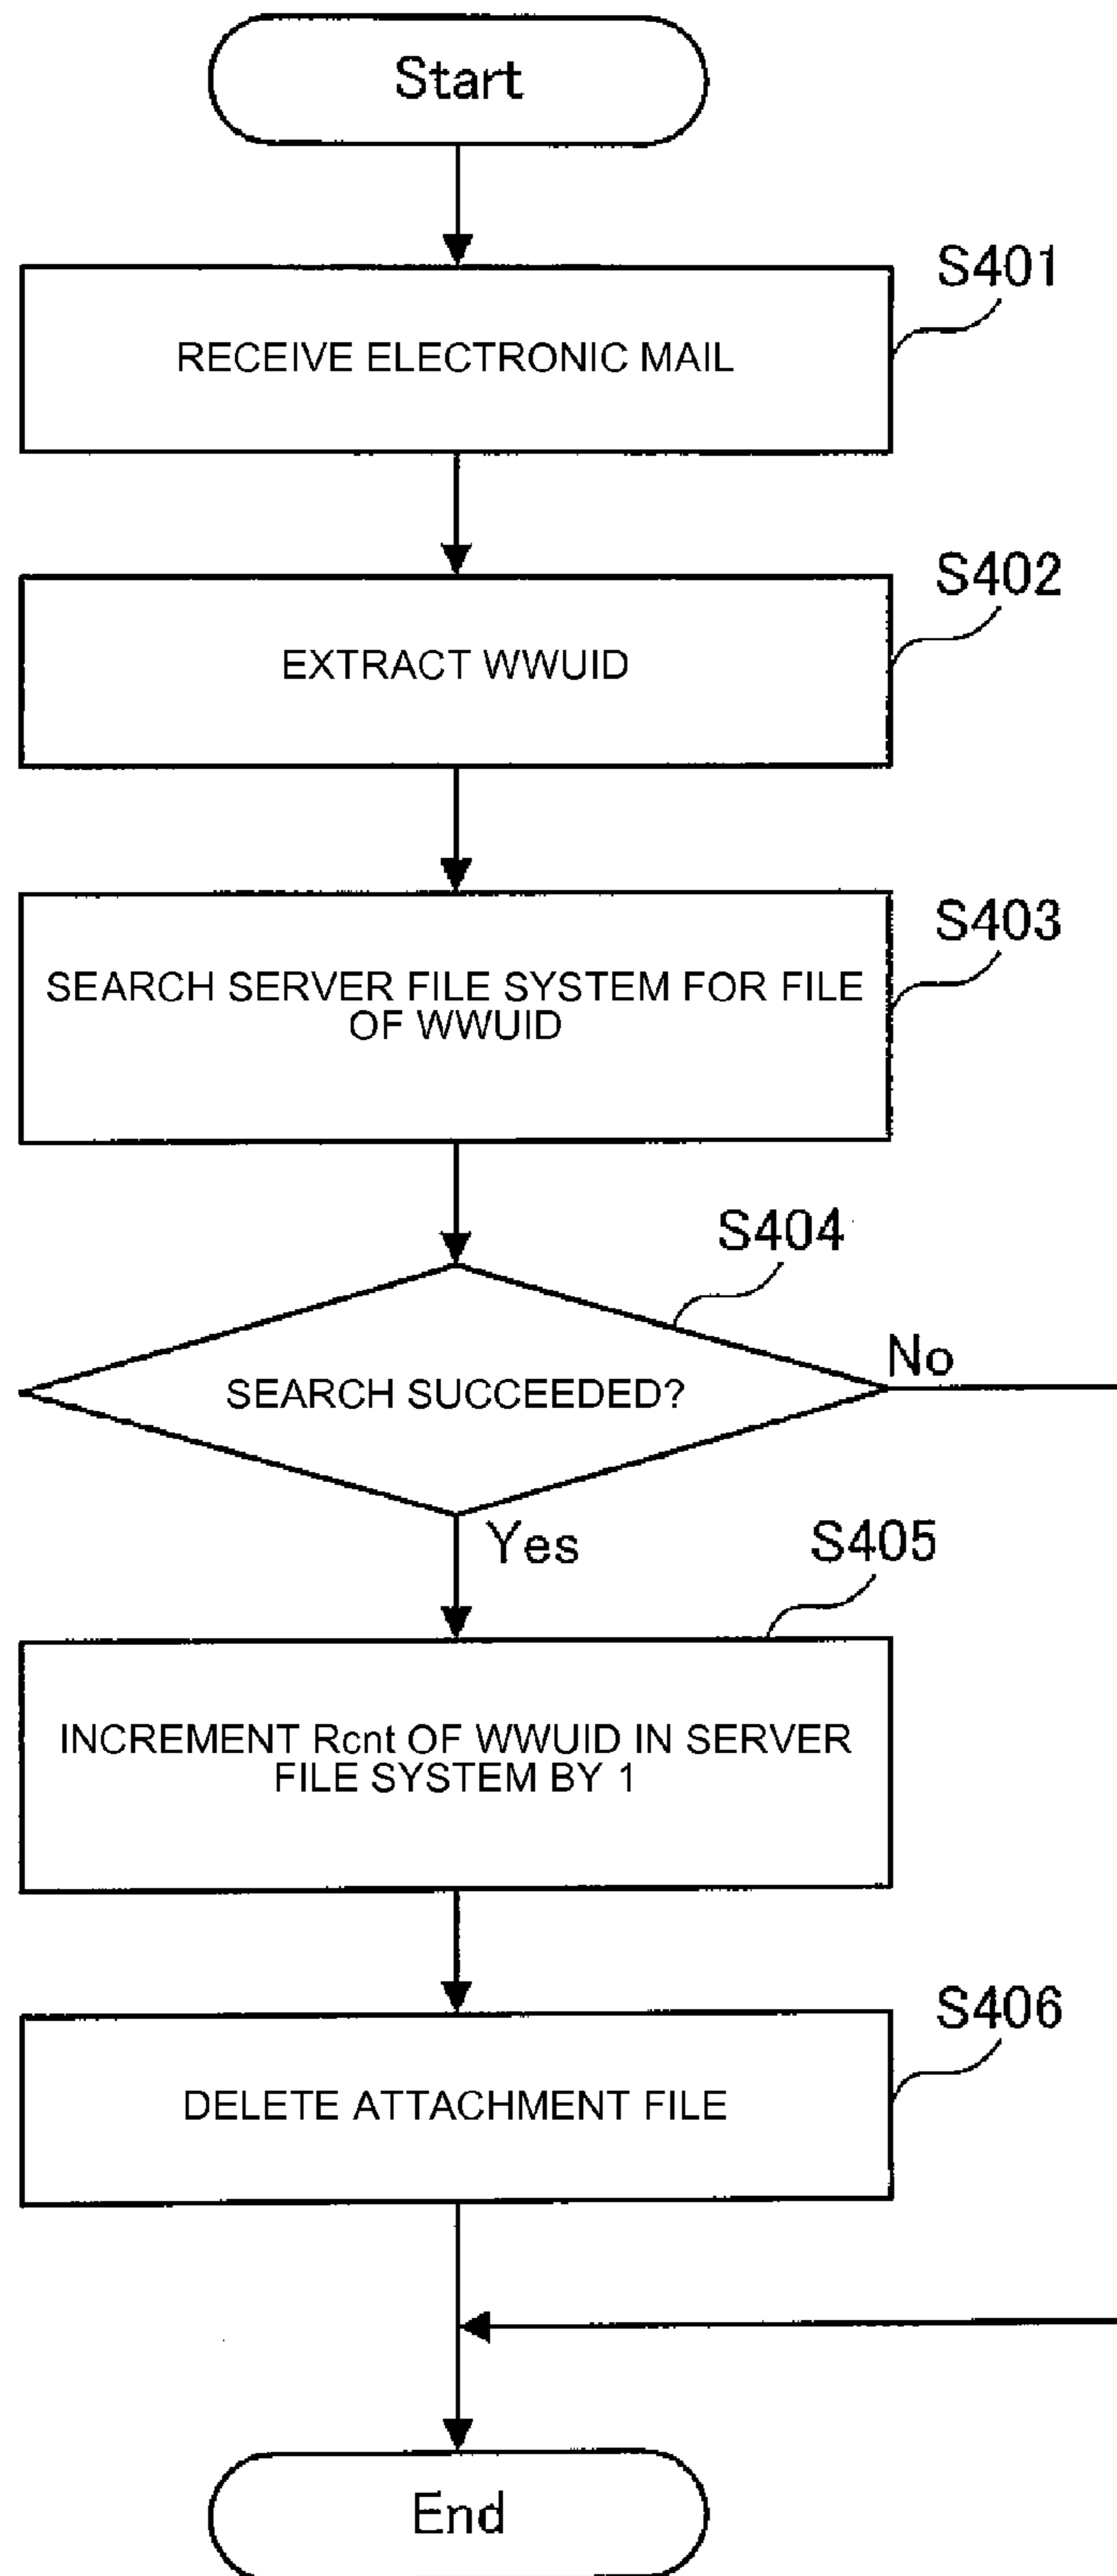 Start
S401
RECEIVE ELECTRONIC MAIL
S402
EXTRACT WWUID
S403
SEARCH SERVER FILE SYSTEM FOR FILE
OF WWUID
S404
No
SEARCH SUCCEEDED?
Yes
S405
INCREMENT Rcnt OF WWUID IN SERVER
FILE SYSTEM BY 1
S406
DELETE ATTACHMENT FILE
End